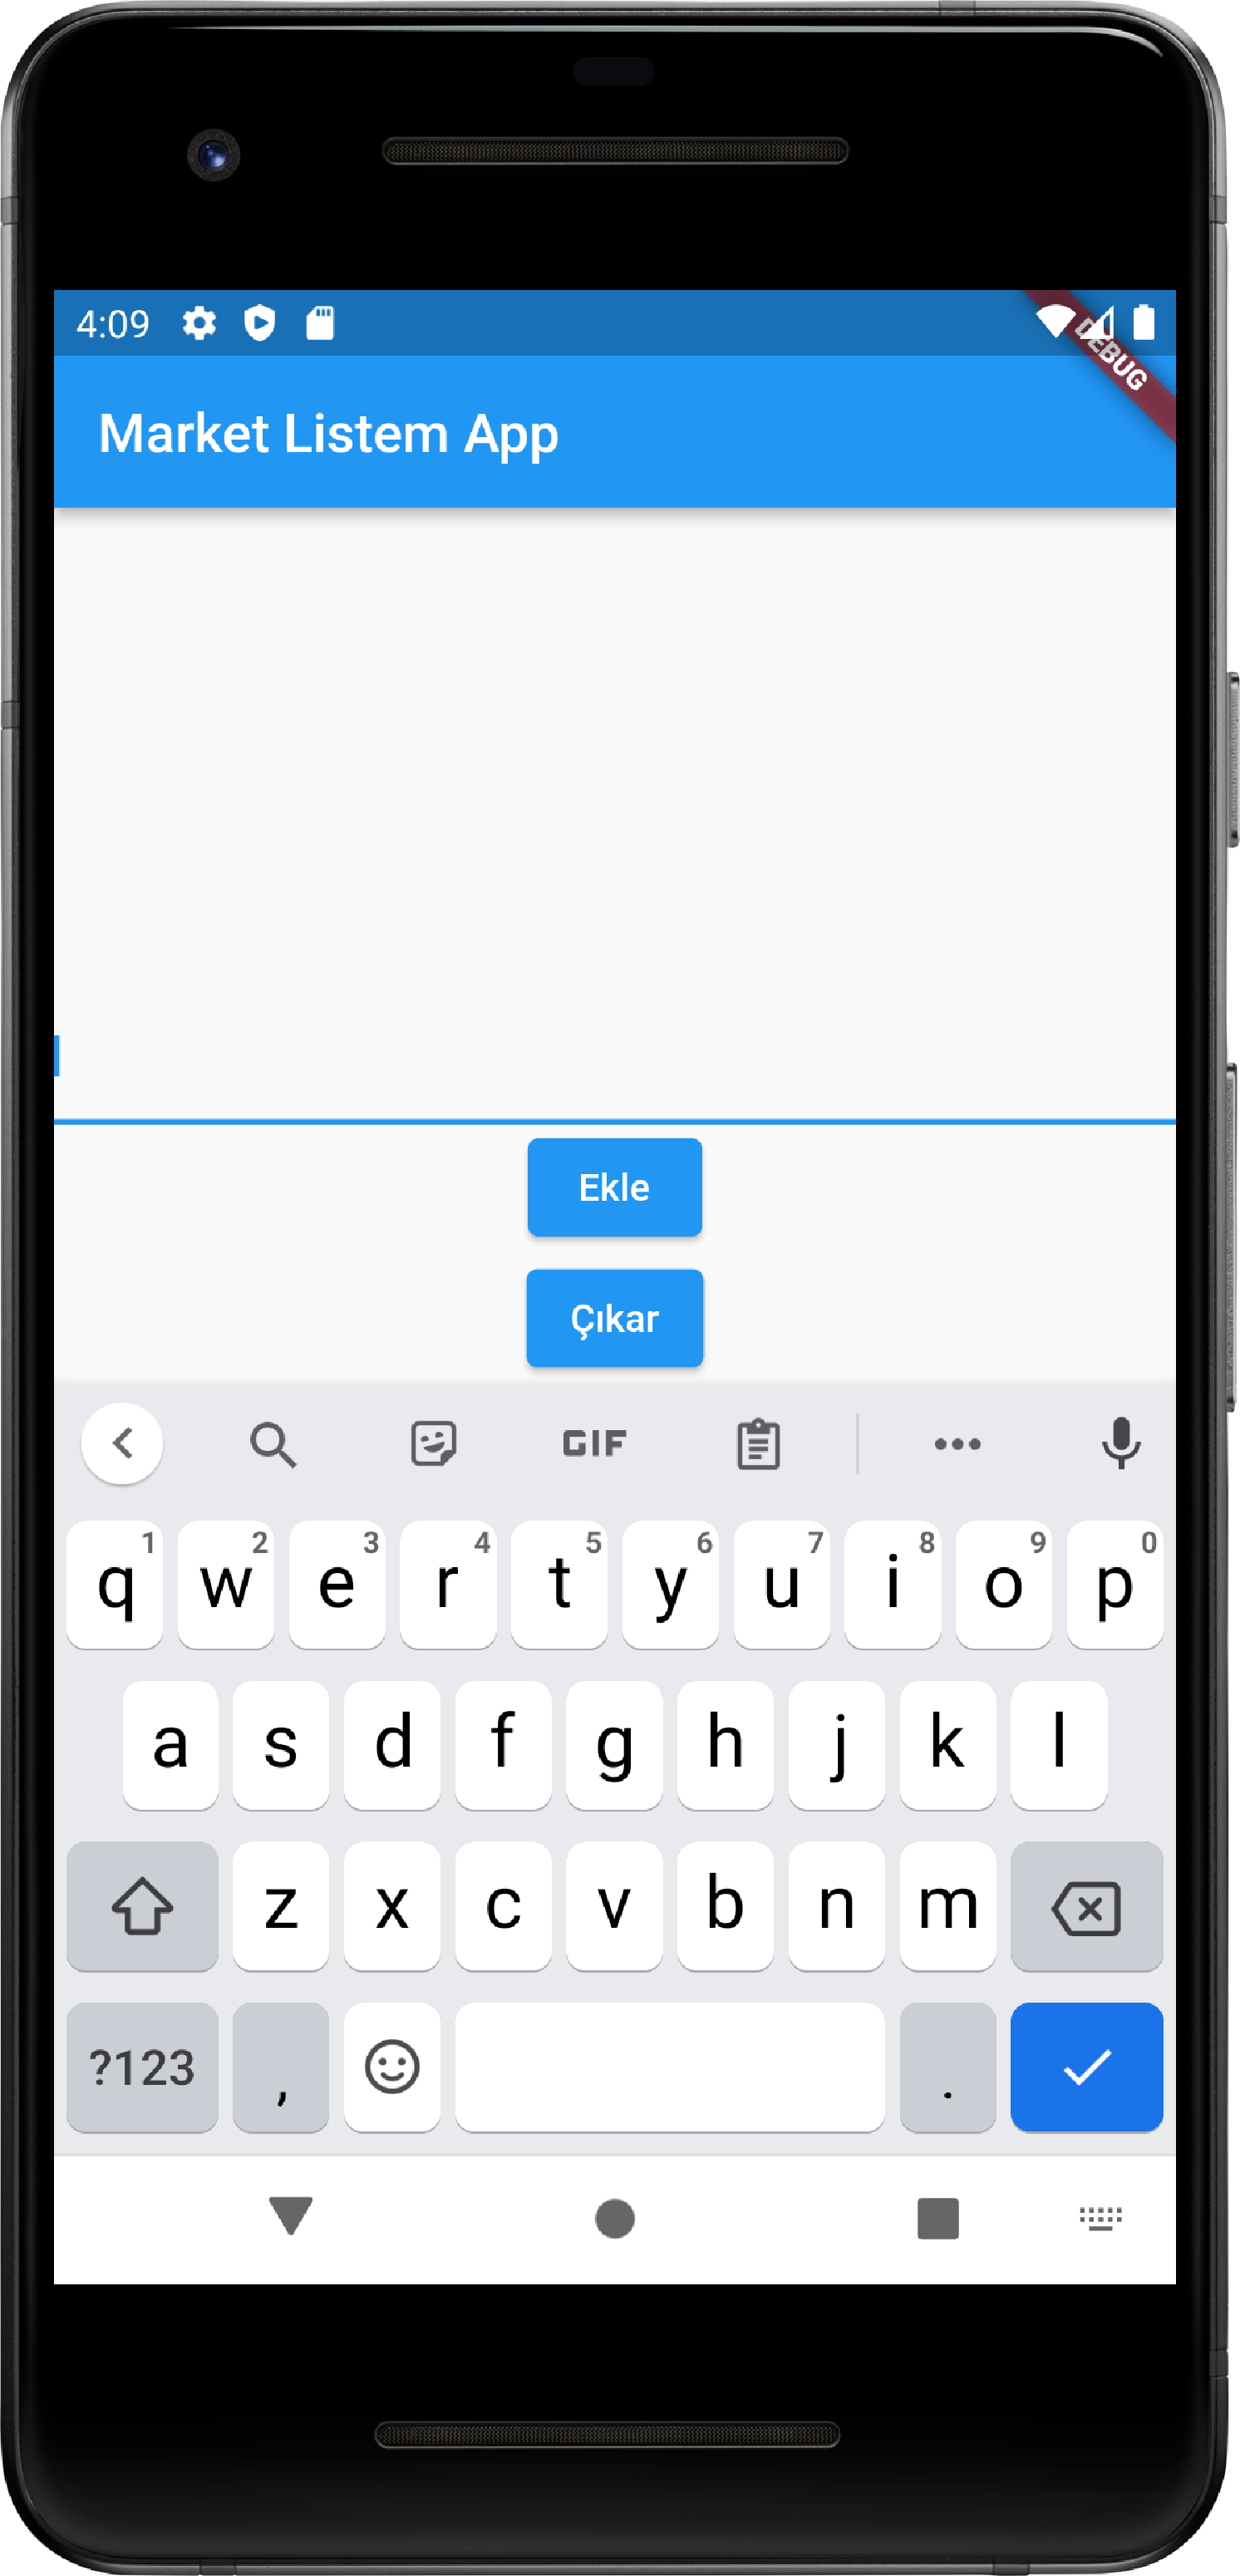 4:09
DEBUG
Market Listem App
Ekle
Çıkar
GIF
1 2 3 4 5 6 7 8 9 0
q w e r t y u i o p
a s d f g h j k l
z x c v b n m
?123 , .